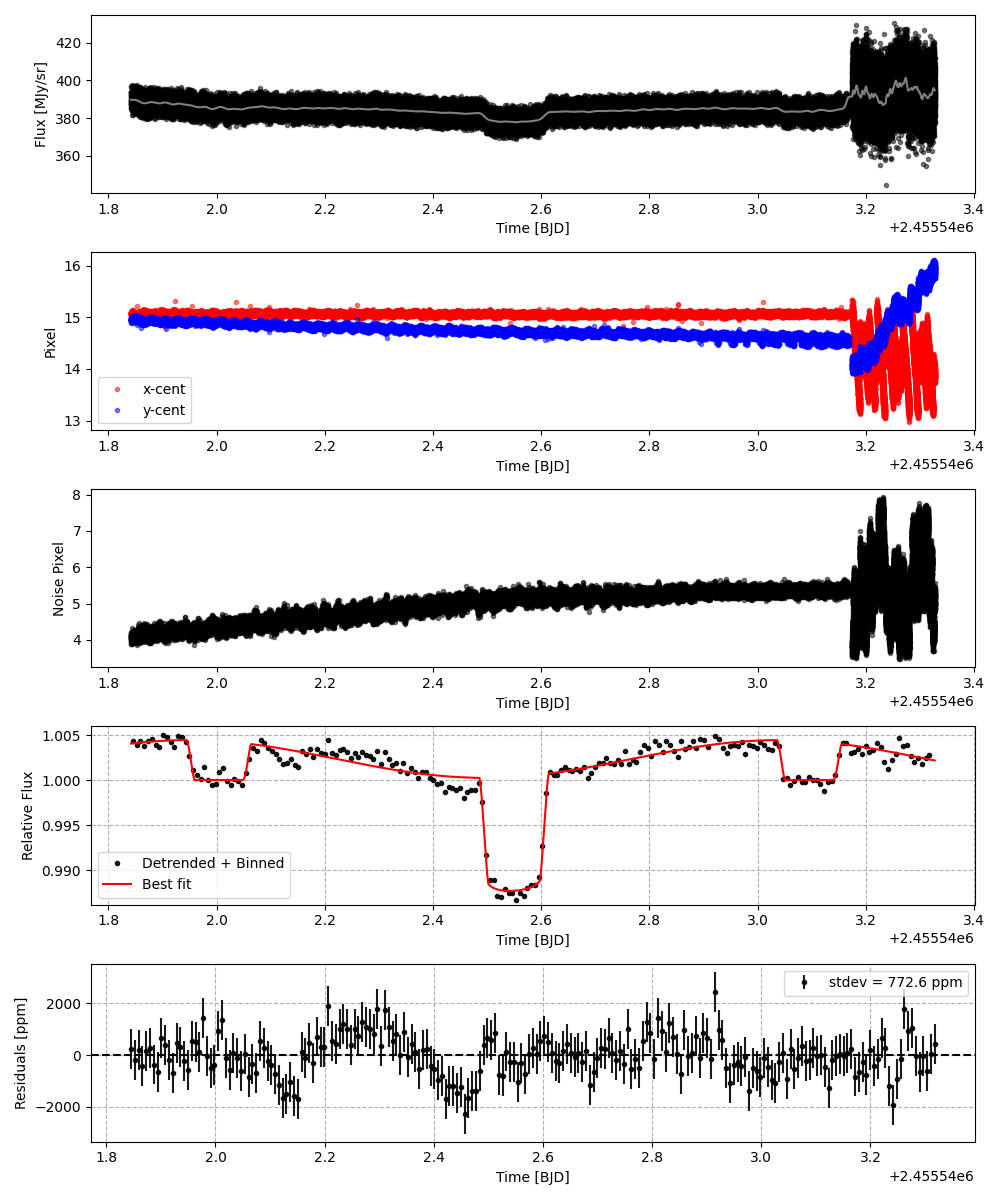 Flux [MJy/sr]
420
400
380
360
1.8 2.0 2.2 2.4 2.6 2.8 3.0 3.2 3.4
Time [BJD]
+2.45554e6
Pixel
16
15
14
13
x-cent
y-cent
1.8 2.0 2.2 2.4 2.6 2.8 3.0 3.2 3.4
Time [BJD]
+2.45554e6
Noise Pixel
8
7
6
5
4
1.8 2.0 2.2 2.4 2.6 2.8 3.0 3.2 3.4
Time [BJD]
+2.45554e6
Relative Flux
1.005
1.000
0.995
0.990
Detrended + Binned
Best fit
1.8 2.0 2.2 2.4 2.6 2.8 3.0 3.2 3.4
Time [BJD]
+2.45554e6
Residuals [ppm]
2000
0
−2000
stdev = 772.6 ppm
1.8 2.0 2.2 2.4 2.6 2.8 3.0 3.2
Time [BJD]
+2.45554e6